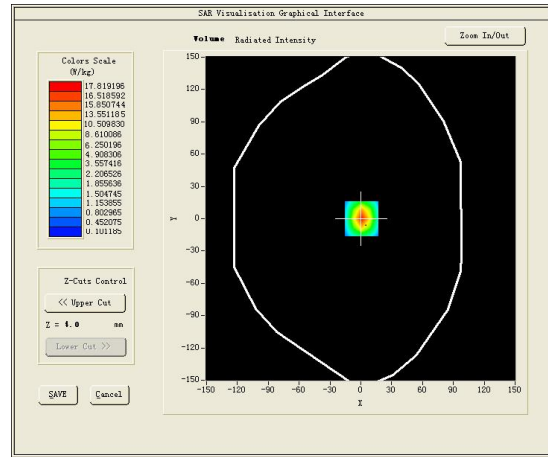 SAR Visualisation Graphical Interface
Volume Radiated Intensity
Zoom In/Out
Colors Scale
(W/kg)
17.819196
16.518592
15.850744
13.551185
10.509830
8.610086
6.250196
4.908306
3.557416
2.206526
1.855636
1.504745
1.153855
0.802965
0.452075
0.101185
Z-Cuts Control
<< Upper Cut
Z = 4.0 mm
Lower Cut >>
SAVE Cancel
150
120
90
60
30
Y 0
-30
-60
-90
-120
-150
-150 -120 -90 -60 -30 0 30 60 90 120 150
X